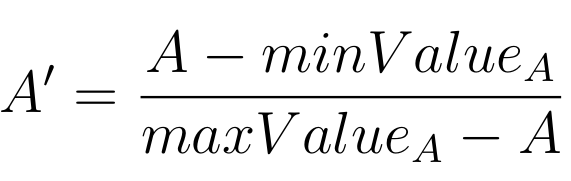 A′ = (A − minValue_A) / (maxValue_A − A)